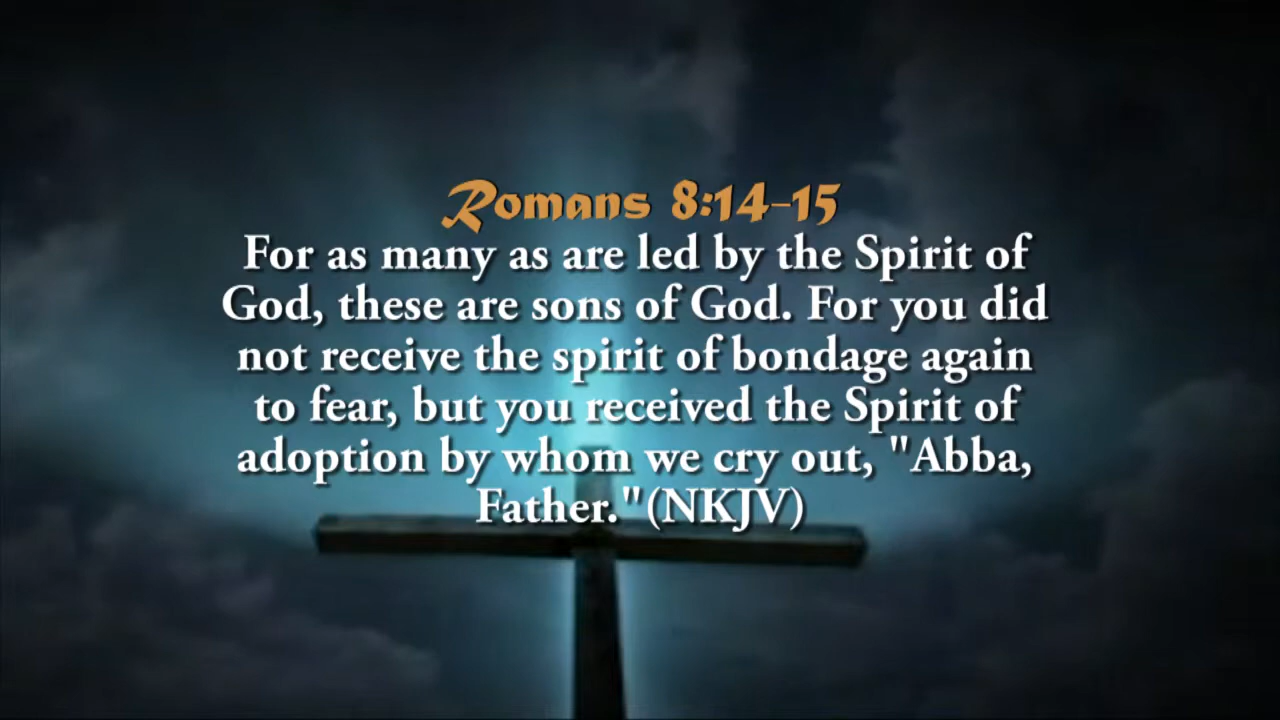 Romans 8:14-15
For as many as are led by the Spirit of
God, these are sons of God. For you did
not receive the spirit of bondage again
to fear, but you received the Spirit of
adoption by whom we cry out, "Abba,
Father."(NKJV)